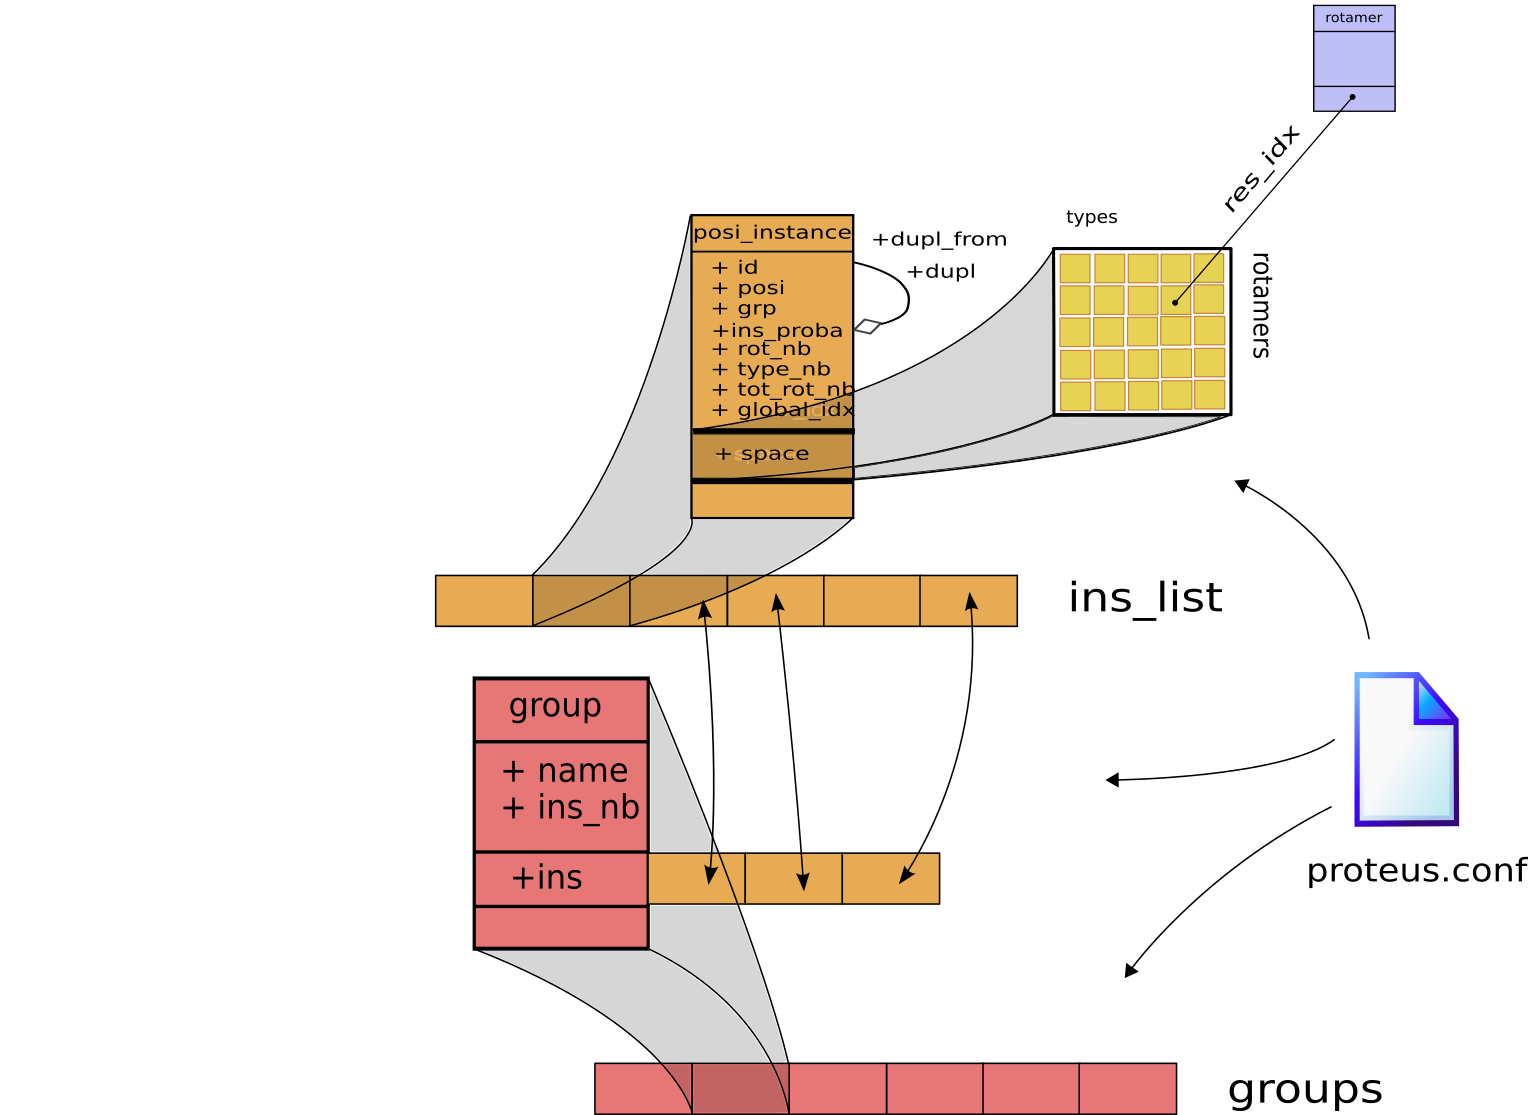 rotamer
res_idx
types
rotamers
posi_instance
+dupl_from
+dupl
+ id
+ posi
+ grp
+ins_proba
+ rot_nb
+ type_nb
+ tot_rot_nb
+ global_idx
+ space
ins_list
group
+ name
+ ins_nb
+ins
proteus.conf
groups